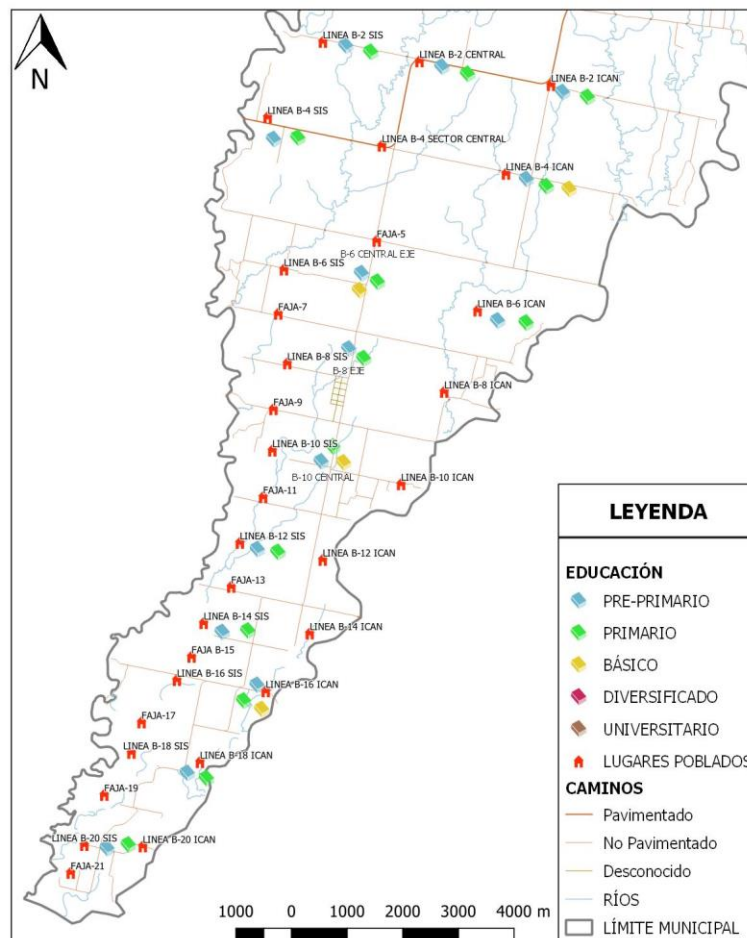 LINEA B-2 SIS
LINEA B-2 CENTRAL
LINEA B-2 ICAN
N
LINEA B-4 SIS
LINEA B-4 SECTOR CENTRAL
LINEA B-4 ICAN
FAJA-5
B-6 CENTRAL EJE
LINEA B-6 SIS
LINEA B-6 ICAN
FAJA-7
LINEA B-8 SIS
B-8 EJE
LINEA B-8 ICAN
FAJA-9
LINEA B-10 SIS
B-10 CENTRAL
LINEA B-10 ICAN
FAJA-11
LINEA B-12 SIS
LINEA B-12 ICAN
FAJA-13
LINEA B-14 SIS
LINEA B-14 ICAN
FAJA B-15
LINEA B-16 SIS
LINEA B-16 ICAN
FAJA-17
LINEA B-18 SIS
LINEA B-18 ICAN
FAJA-19
LINEA B-20 SIS
LINEA B-20 ICAN
FAJA-21
1000 0 1000 2000 3000 4000 m
LEYENDA
EDUCACIÓN
PRE-PRIMARIO
PRIMARIO
BÁSICO
DIVERSIFICADO
UNIVERSITARIO
LUGARES POBLADOS
CAMINOS
Pavimentado
No Pavimentado
Desconocido
RÍOS
LÍMITE MUNICIPAL